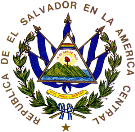 REPUBLICA DE EL SALVADOR EN LA AMERICA CENTRAL